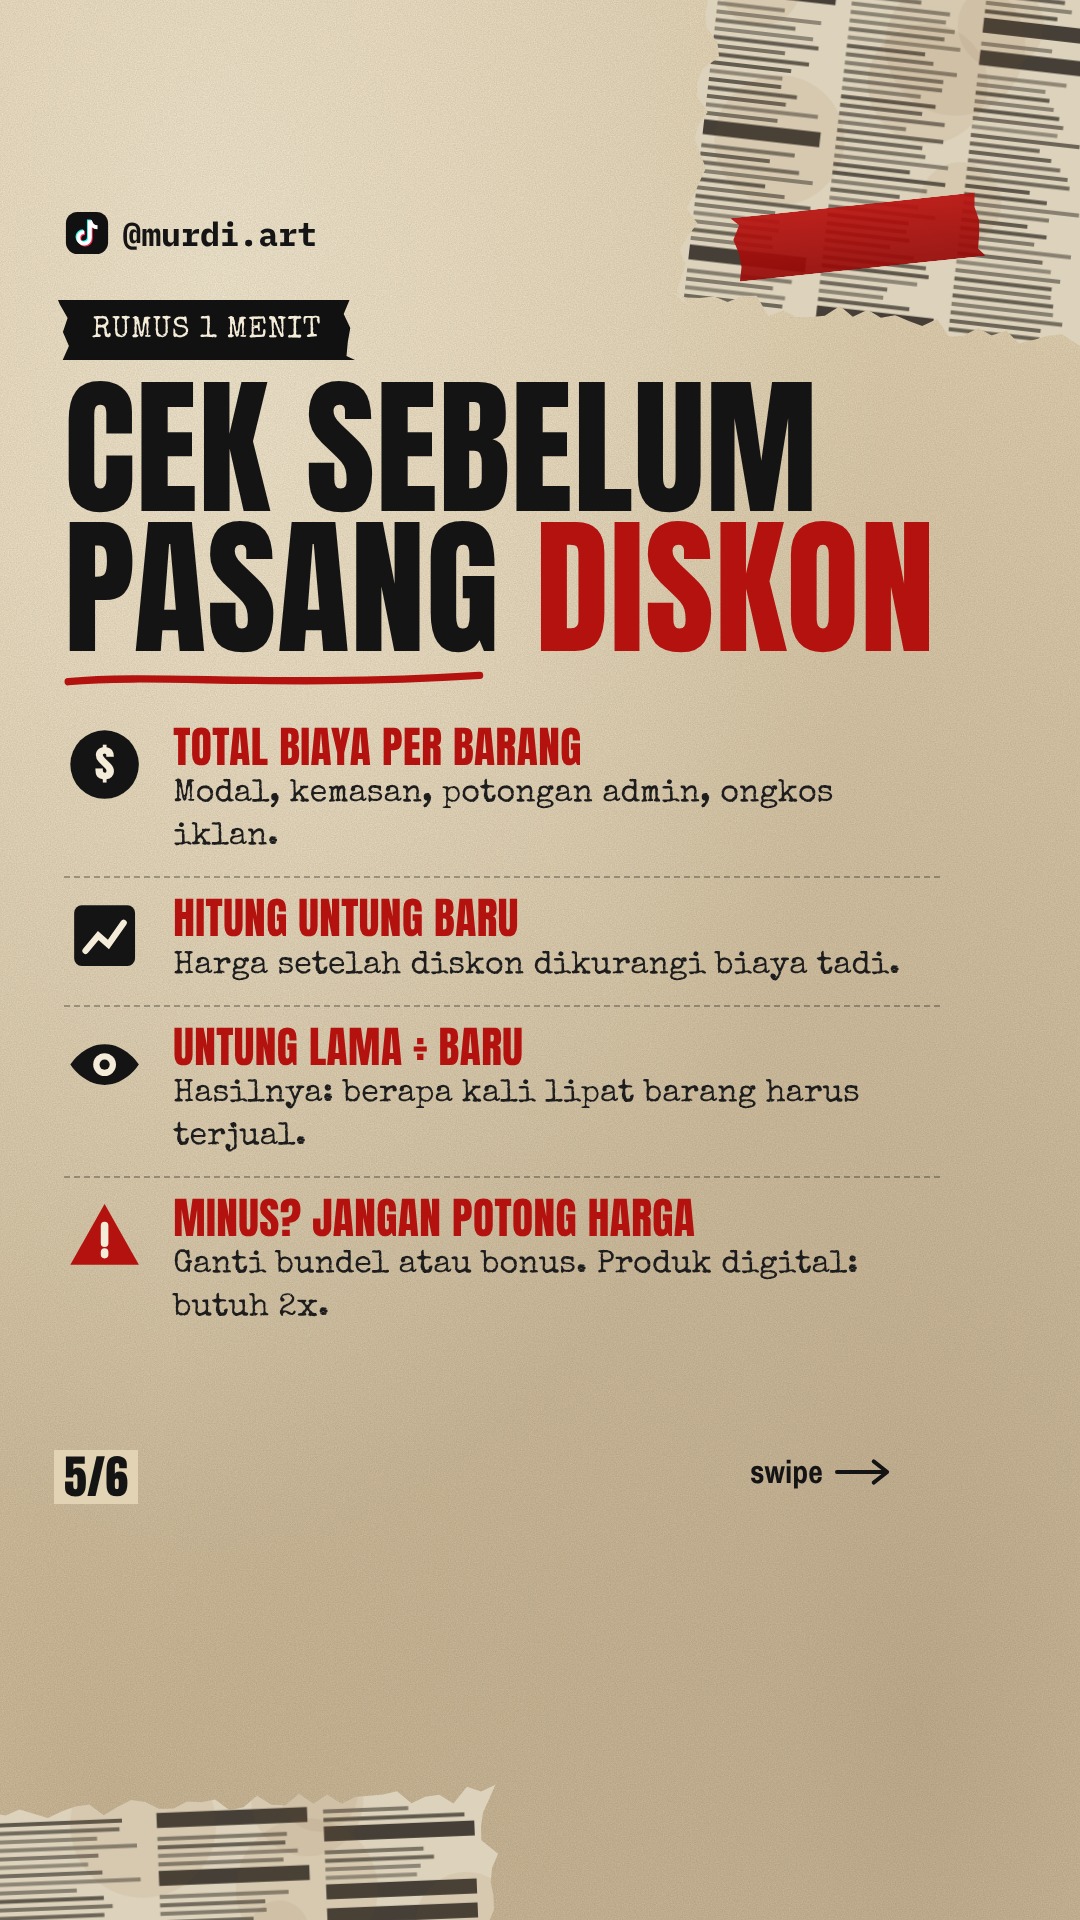 @murdi.art
RUMUS 1 MENIT
CEK SEBELUM
PASANG DISKON
$
TOTAL BIAYA PER BARANG
Modal, kemasan, potongan admin, ongkos
iklan.
HITUNG UNTUNG BARU
Harga setelah diskon dikurangi biaya tadi.
UNTUNG LAMA ÷ BARU
Hasilnya: berapa kali lipat barang harus
terjual.
MINUS? JANGAN POTONG HARGA
Ganti bundel atau bonus. Produk digital:
butuh 2x.
5/6
swipe →